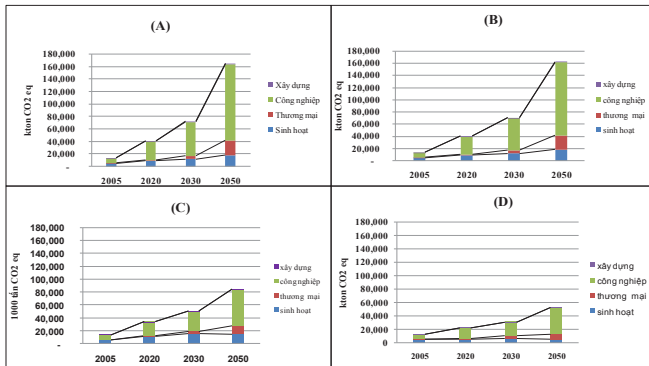 (A)
kton CO2 eq
180,000
160,000
140,000
120,000
100,000
80,000
60,000
40,000
20,000
-
2005 2020 2030 2050
Xây dựng
Công nghiệp
Thương mại
Sinh hoạt
(B)
kton CO2 eq
180,000
160,000
140,000
120,000
100,000
80,000
60,000
40,000
20,000
-
2005 2020 2030 2050
xây dựng
công nghiệp
thương mại
sinh hoạt
(C)
1000 tấn CO2 eq
180,000
160,000
140,000
120,000
100,000
80,000
60,000
40,000
20,000
-
2005 2020 2030 2050
xây dựng
công nghiệp
thương mại
sinh hoạt
(D)
kton CO2 eq
180,000
160,000
140,000
120,000
100,000
80,000
60,000
40,000
20,000
0
2005 2020 2030 2050
xây dựng
công nghiệp
thương mại
sinh hoạt